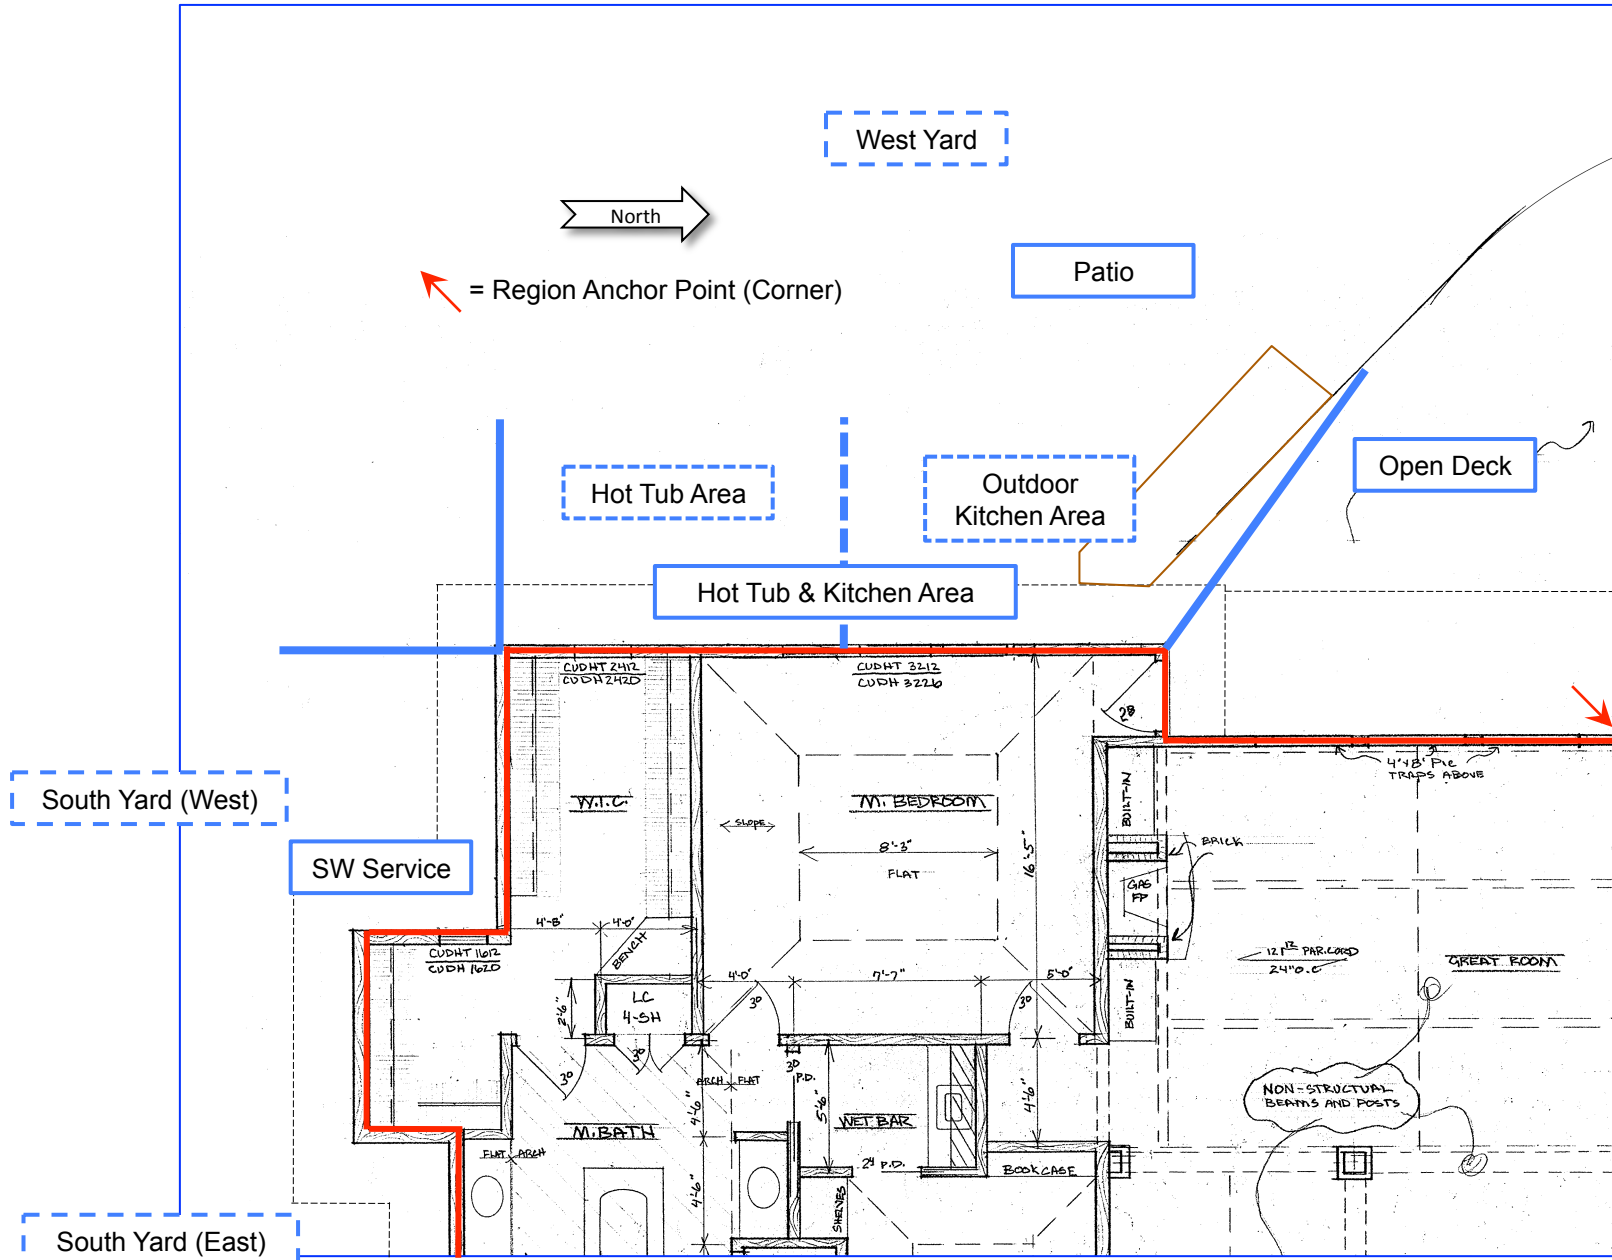 West Yard
North
= Region Anchor Point (Corner)
Patio
Hot Tub Area
Outdoor
Kitchen Area
Open Deck
Hot Tub & Kitchen Area
CUDHT 2412
CUDH 2420
CUDHT 3212
CUDH 3226
2⁸
4'x8' PIC
TRAPS ABOVE
South Yard (West)
W.I.C.
SLOPE
M. BEDROOM
8'-3"
FLAT
16'-5"
BUILT-IN
BRICK
GAS
FP
SW Service
4'-8"
4'-0"
BENCH
CUDHT 1612
CUDH 1620
12 1² PAR.CORD
24" O.C
GREAT ROOM
4'-0"
7'-7"
5'-0"
3⁰
3⁰
BUILT-IN
LC
4-SH
2'-6"
3⁰
3⁰
ARCH FLAT
3⁰
P.D.
4'-6"
5'-6"
WET BAR
4'-6"
NON-STRUCTURAL
BEAMS AND POSTS
M. BATH
FLAT ARCH
2⁴ P.D.
BOOKCASE
4'-6"
SHELVES
South Yard (East)